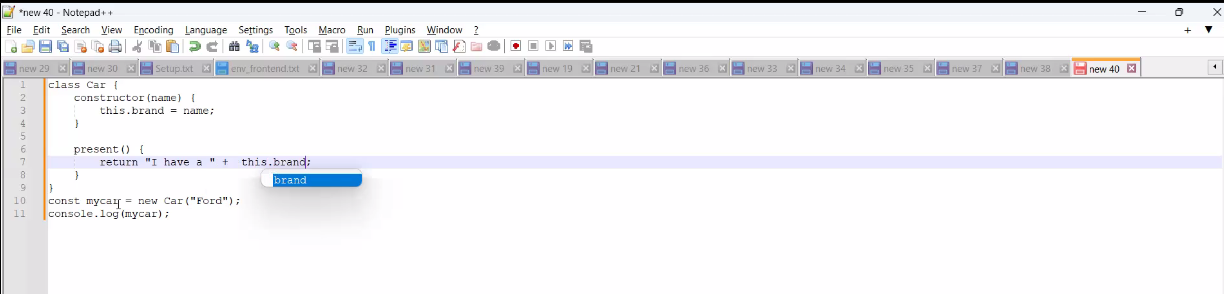 *new 40 - Notepad++
File Edit Search View Encoding Language Settings Tools Macro Run Plugins Window ?
new 29 new 30 Setup.txt env_frontend.txt new 32 new 31 new 39 new 19 new 21 new 36 new 33 new 34 new 35 new 37 new 38 new 40
1 class Car {
2 constructor(name) {
3 this.brand = name;
4 }
5
6 present() {
7 return "I have a " + this.brand;
8 }
brand
9 }
10 const mycar = new Car("Ford");
11 console.log(mycar);